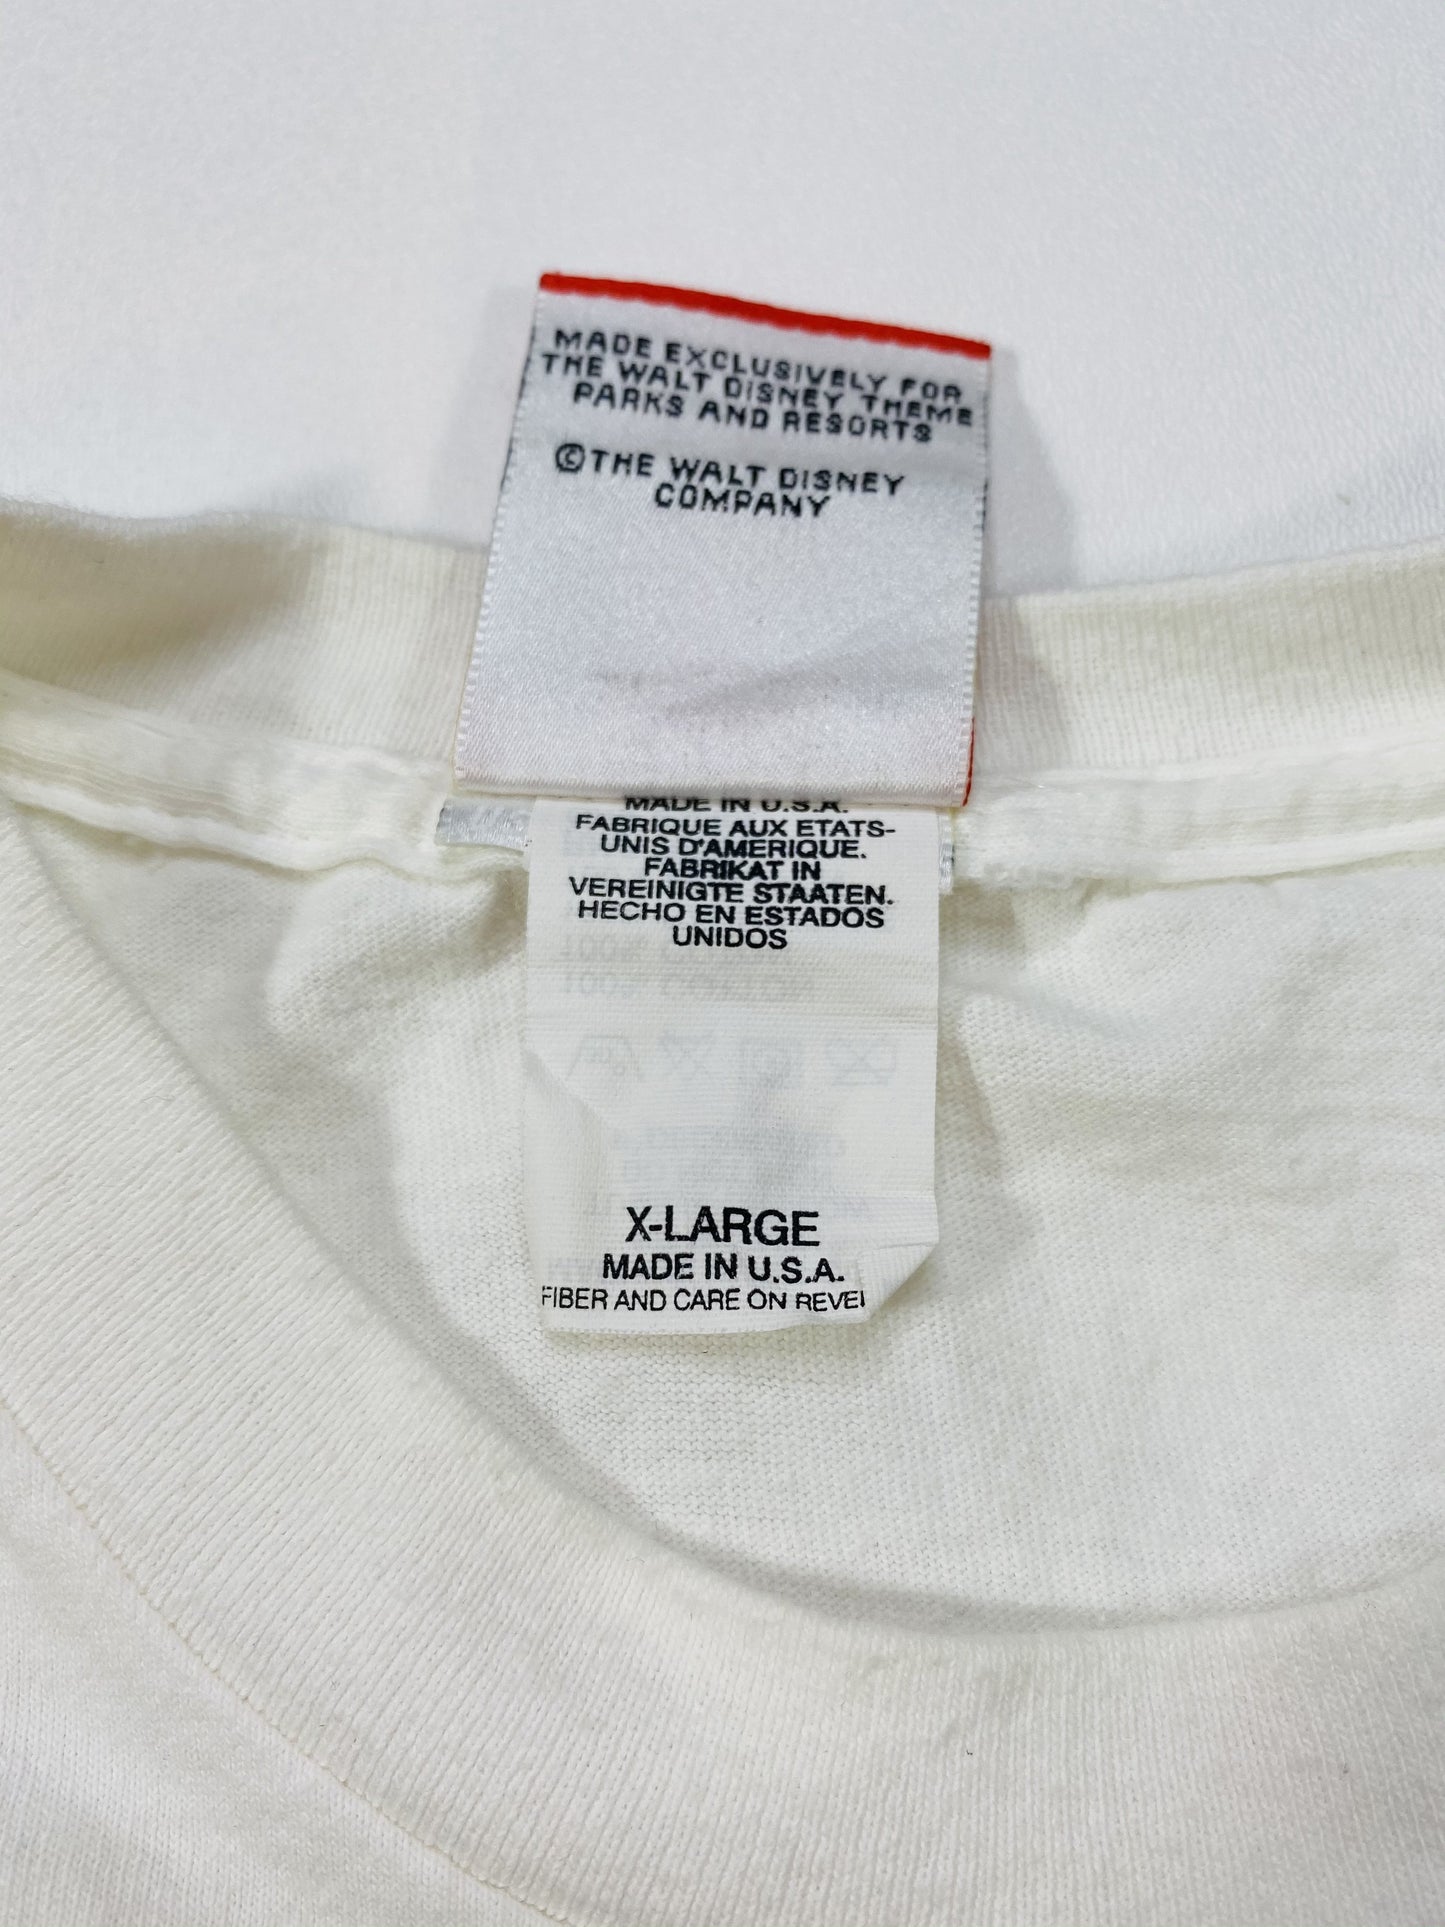 MADE EXCLUSIVELY FOR
THE WALT DISNEY THEME
PARKS AND RESORTS
©THE WALT DISNEY
COMPANY
MADE IN U.S.A.
FABRIQUE AUX ETATS-
UNIS D'AMERIQUE.
FABRIKAT IN
VEREINIGTE STAATEN.
HECHO EN ESTADOS
UNIDOS
X-LARGE
MADE IN U.S.A.
FIBER AND CARE ON